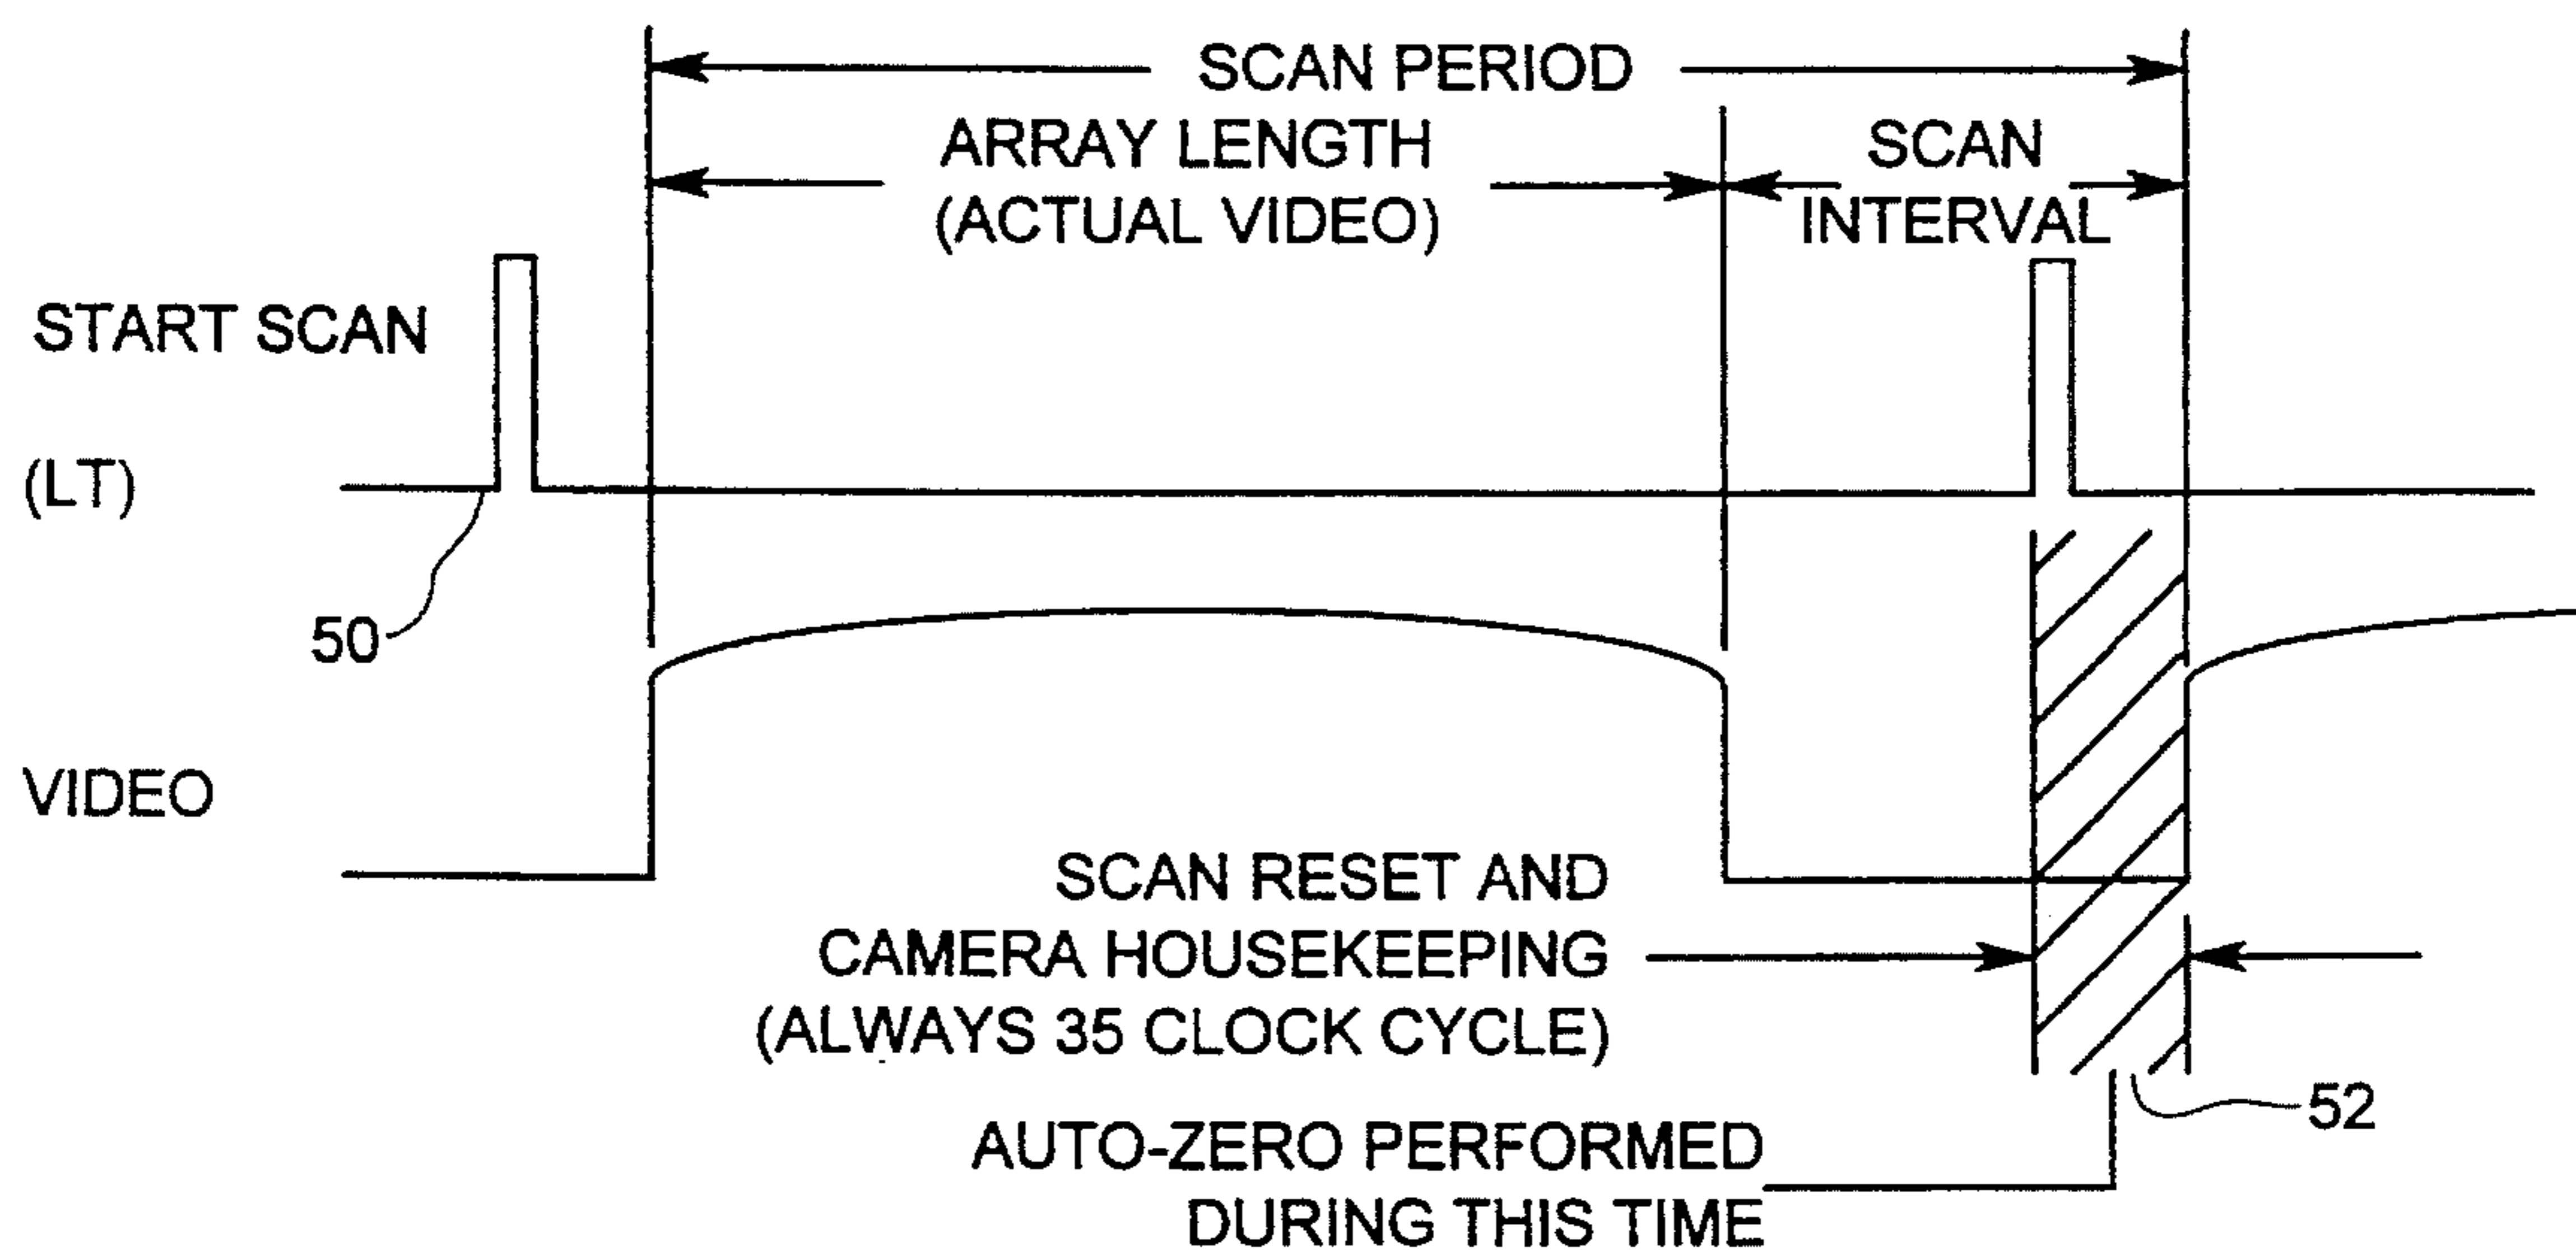 SCAN PERIOD
ARRAY LENGTH
(ACTUAL VIDEO)
SCAN
INTERVAL
START SCAN
(LT)
50
VIDEO
SCAN RESET AND
CAMERA HOUSEKEEPING
(ALWAYS 35 CLOCK CYCLE)
52
AUTO-ZERO PERFORMED
DURING THIS TIME